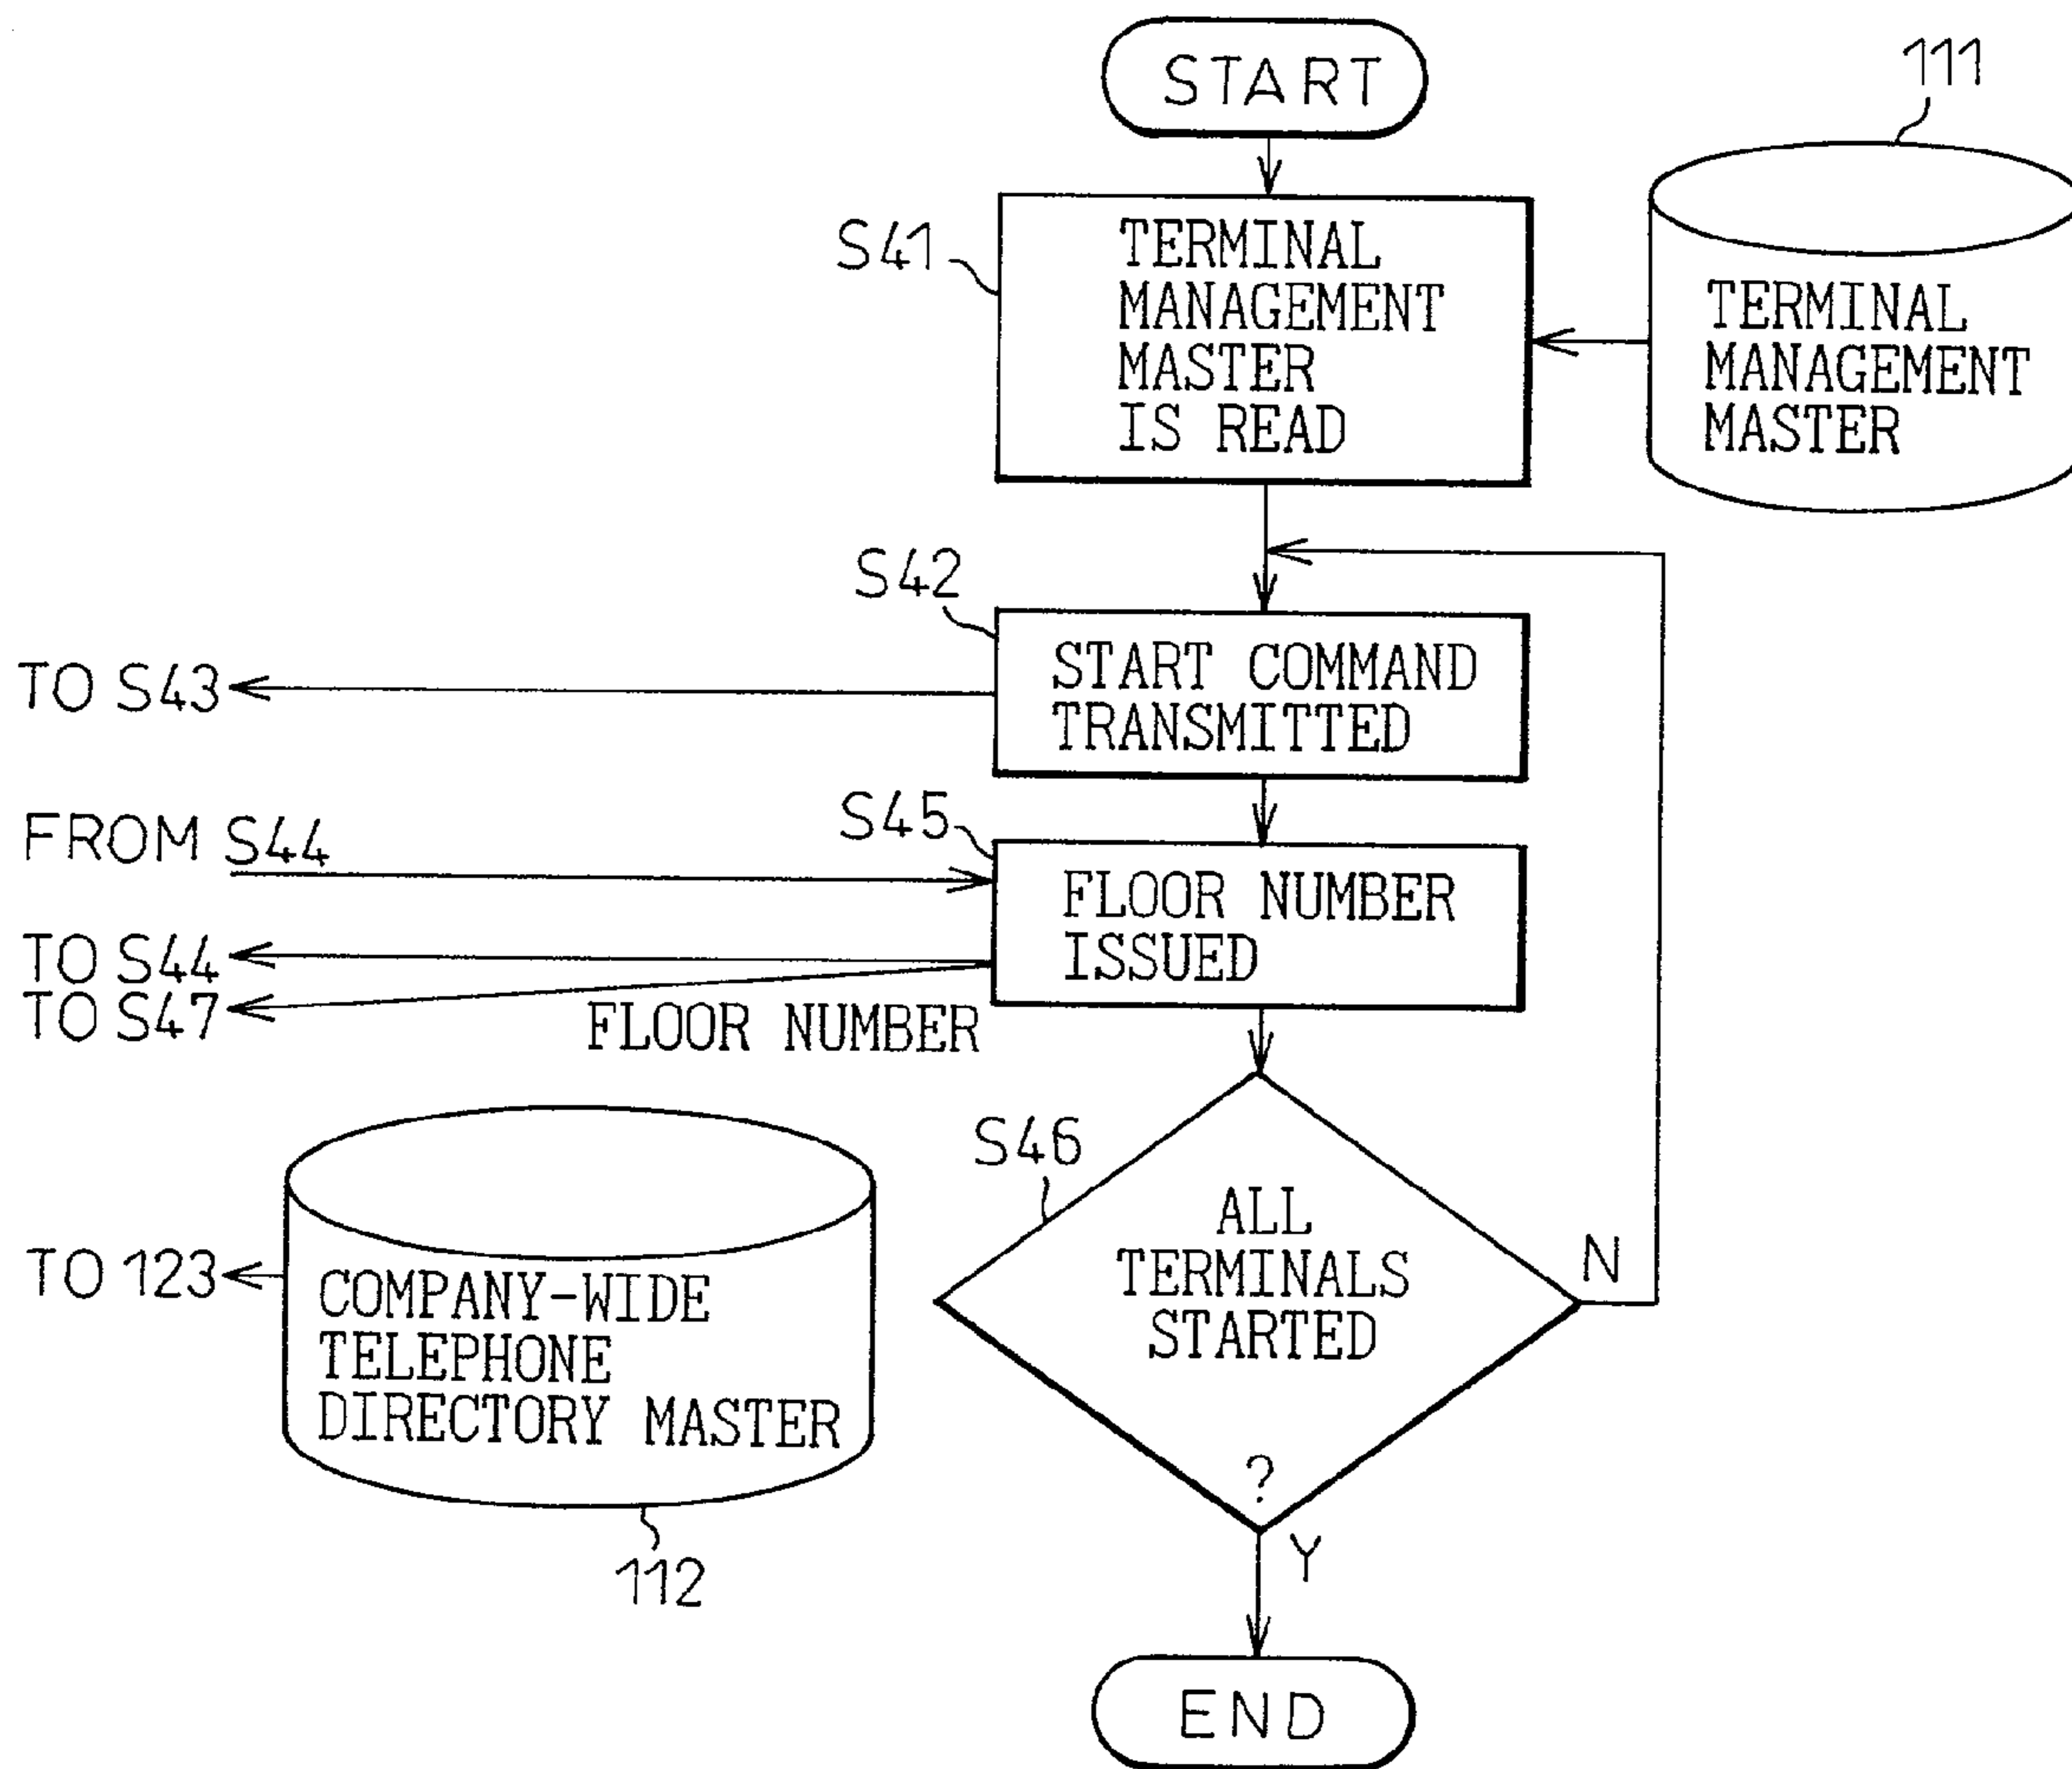 START
111
S41
TERMINAL
MANAGEMENT
MASTER
IS READ
TERMINAL
MANAGEMENT
MASTER
S42
START COMMAND
TRANSMITTED
TO S43
S45
FROM S44
FLOOR NUMBER
ISSUED
TO S44
TO S47
FLOOR NUMBER
S46
ALL
TERMINALS
STARTED
?
N
Y
TO 123
COMPANY-WIDE
TELEPHONE
DIRECTORY MASTER
112
END